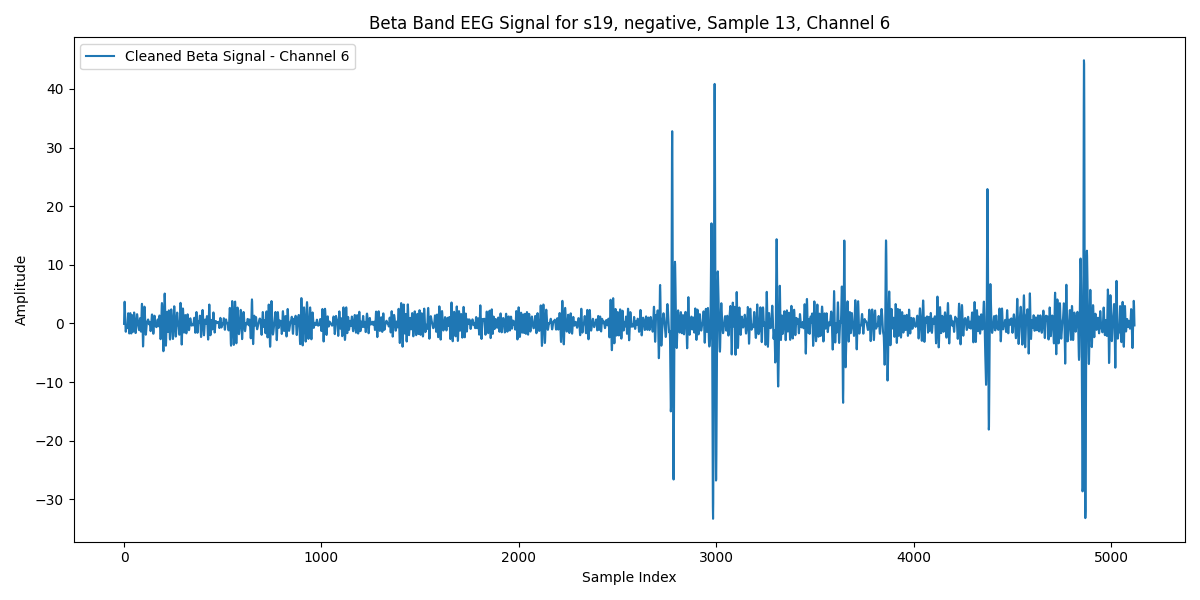 Beta Band EEG Signal for s19, negative, Sample 13, Channel 6
Cleaned Beta Signal - Channel 6
40
30
20
10
0
−10
−20
−30
Amplitude
0 1000 2000 3000 4000 5000
Sample Index